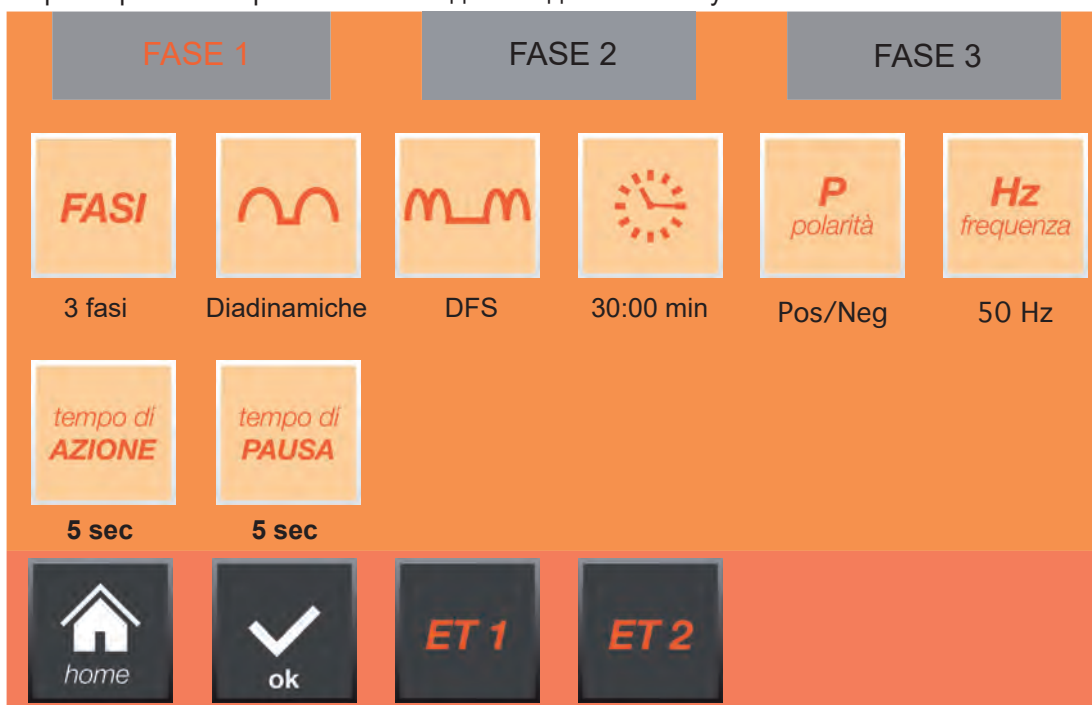 FASE 1 FASE 2 FASE 3
FASI
P
polarità
Hz
frequenza
3 fasi Diadinamiche DFS 30:00 min Pos/Neg 50 Hz
tempo di
AZIONE
tempo di
PAUSA
5 sec 5 sec
home
ok
ET 1
ET 2